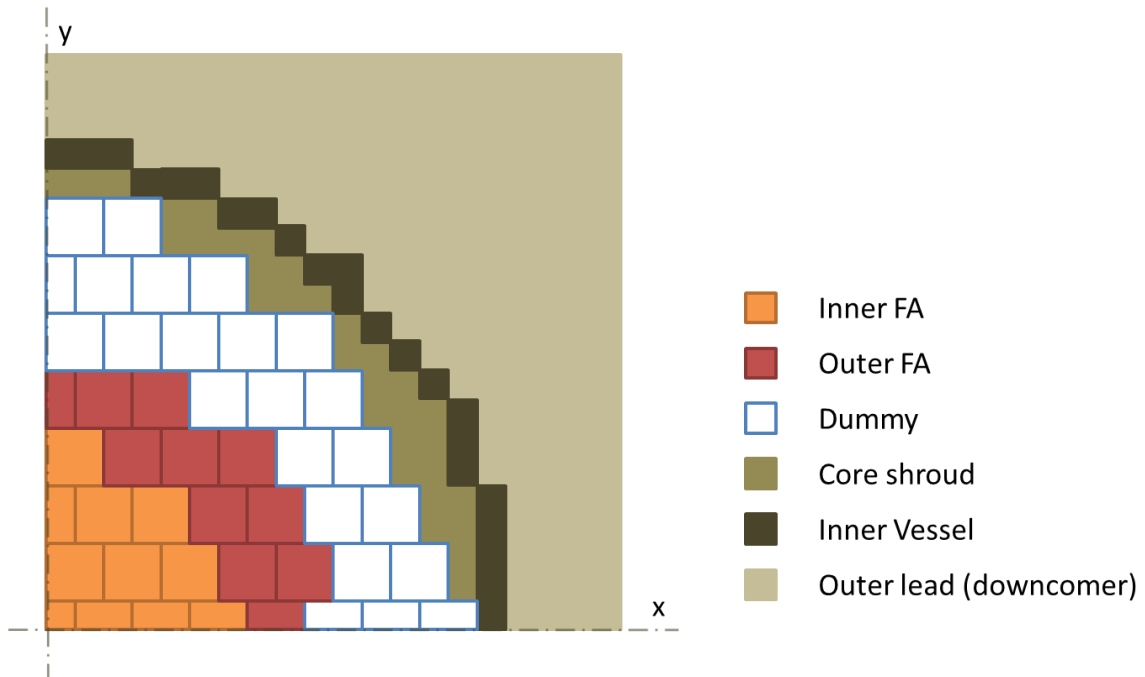 y
x
Inner FA
Outer FA
Dummy
Core shroud
Inner Vessel
Outer lead (downcomer)